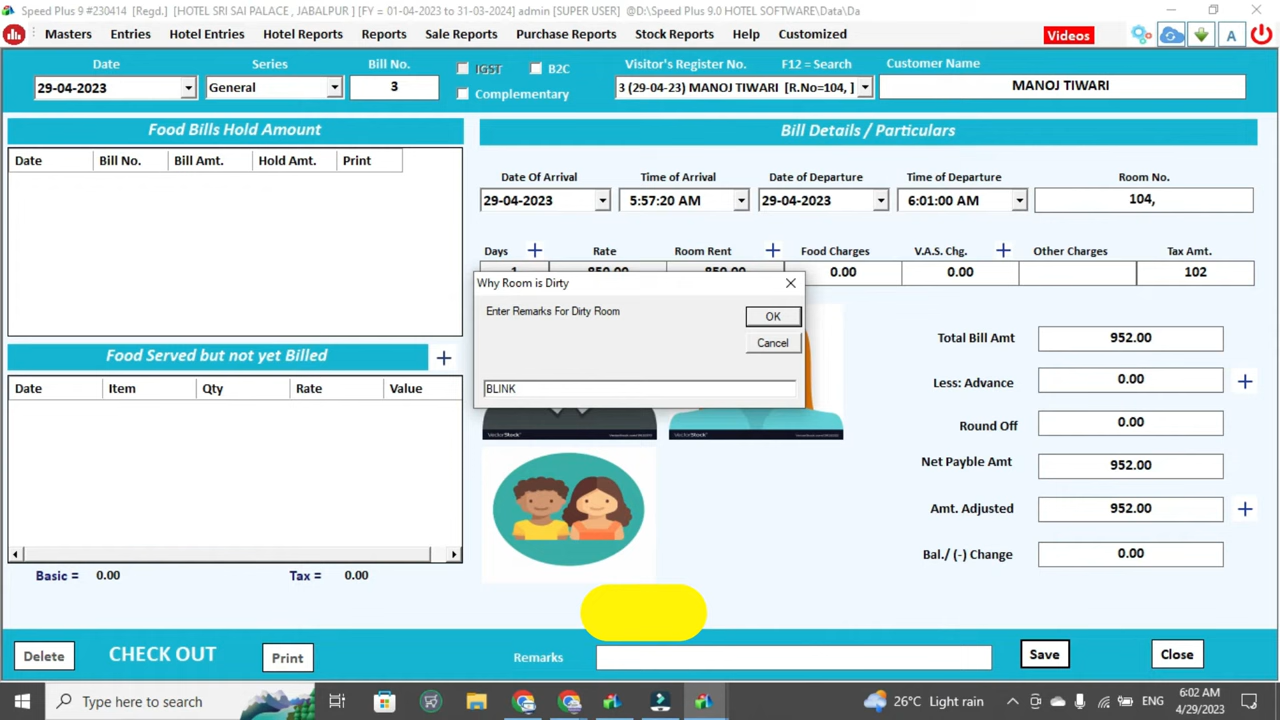 Speed Plus 9 #230414 [Regd.] [HOTEL SRI SAI PALACE , JABALPUR ] [FY = 01-04-2023 to 31-03-2024] admin [SUPER USER] @D:\Speed Plus 9.0 HOTEL SOFTWARE\Data\Da
Masters Entries Hotel Entries Hotel Reports Reports Sale Reports Purchase Reports Stock Reports Help Customized Videos A
Date Series Bill No. IGST B2C Visitor's Register No. F12 = Search Customer Name
29-04-2023 General 3 Complementary 3 (29-04-23) MANOJ TIWARI [R.No=104, ] MANOJ TIWARI
Food Bills Hold Amount
Date Bill No. Bill Amt. Hold Amt. Print
Bill Details / Particulars
Date Of Arrival Time of Arrival Date of Departure Time of Departure Room No.
29-04-2023 5:57:20 AM 29-04-2023 6:01:00 AM 104,
Days + Rate Room Rent + Food Charges V.A.S. Chg. + Other Charges Tax Amt.
1 850.00 850.00 0.00 0.00 102
Why Room is Dirty
Enter Remarks For Dirty Room
OK
Cancel
BLINK
VectorStock VectorStock
Food Served but not yet Billed +
Date Item Qty Rate Value
Basic = 0.00 Tax = 0.00
Total Bill Amt 952.00
Less: Advance 0.00 +
Round Off 0.00
Net Payble Amt 952.00
Amt. Adjusted 952.00 +
Bal./ (-) Change 0.00
Delete CHECK OUT Print Remarks Save Close
Type here to search 26°C Light rain ENG 6:02 AM
4/29/2023